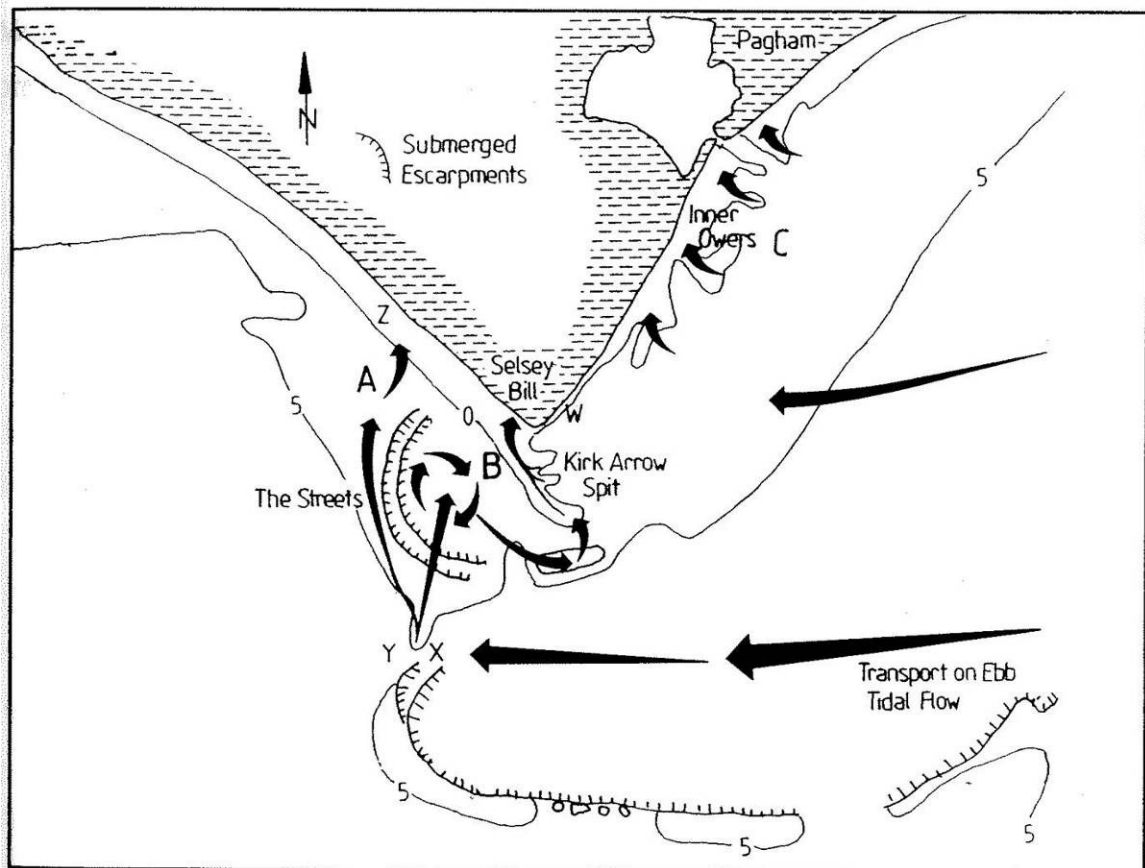 Pagham
N
Submerged
Escarpments
5
Inner
Owers
C
Z
Selsey
Bill
A
5
0
W
B
Kirk Arrow
Spit
The Streets
Y
X
Transport on Ebb
Tidal Flow
5
5
5